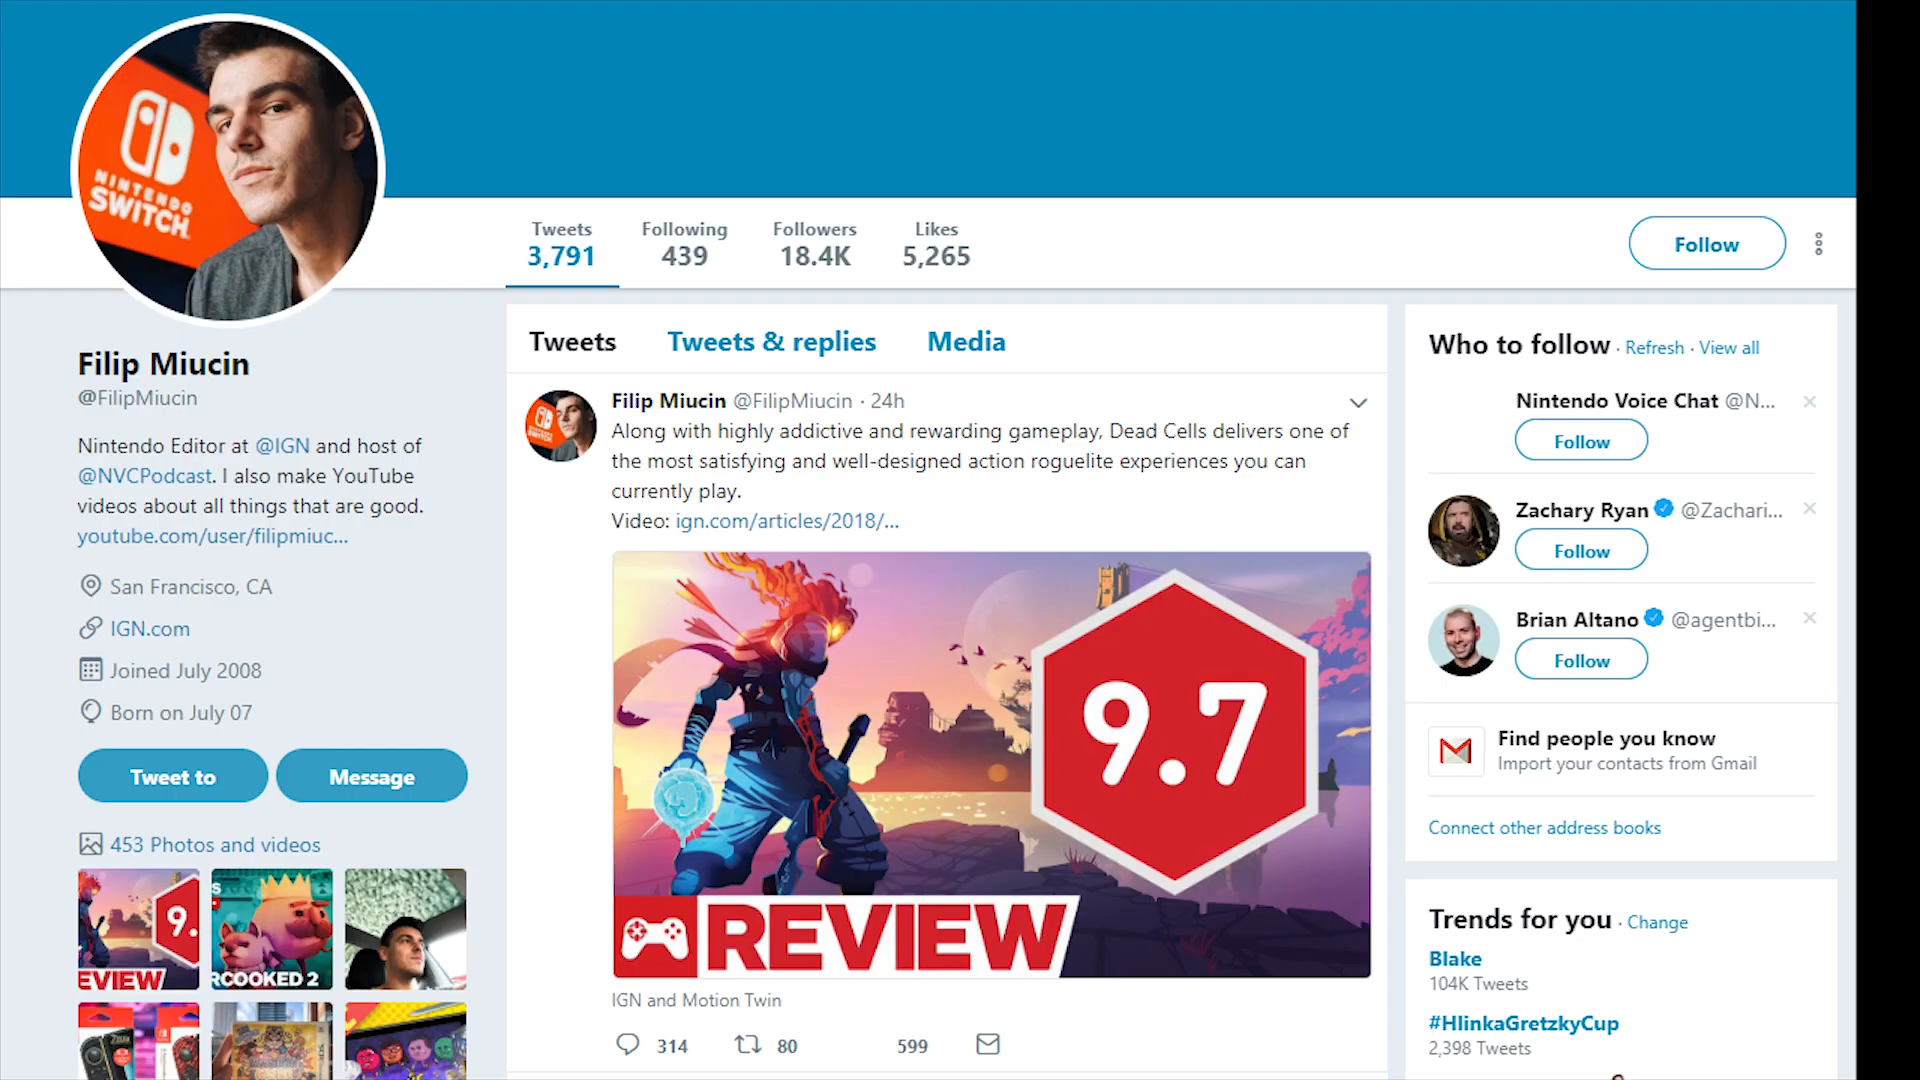 NINTENDO
SWITCH
Tweets
3,791
Following
439
Followers
18.4K
Likes
5,265
Follow
Filip Miucin
@FilipMiucin
Nintendo Editor at @IGN and host of
@NVCPodcast. I also make YouTube
videos about all things that are good.
youtube.com/user/filipmiuc...
San Francisco, CA
IGN.com
Joined July 2008
Born on July 07
Tweet to
Message
453 Photos and videos
9.
EVIEW
RCOOKED 2
Tweets
Tweets & replies
Media
Filip Miucin @FilipMiucin · 24h
Along with highly addictive and rewarding gameplay, Dead Cells delivers one of
the most satisfying and well-designed action roguelite experiences you can
currently play.
Video: ign.com/articles/2018/...
9.7
REVIEW
IGN and Motion Twin
314
80
599
Who to follow · Refresh · View all
Nintendo Voice Chat @N...
Follow
Zachary Ryan @Zachari...
Follow
Brian Altano @agentbi...
Follow
Find people you know
Import your contacts from Gmail
Connect other address books
Trends for you · Change
Blake
104K Tweets
#HlinkaGretzkyCup
2,398 Tweets